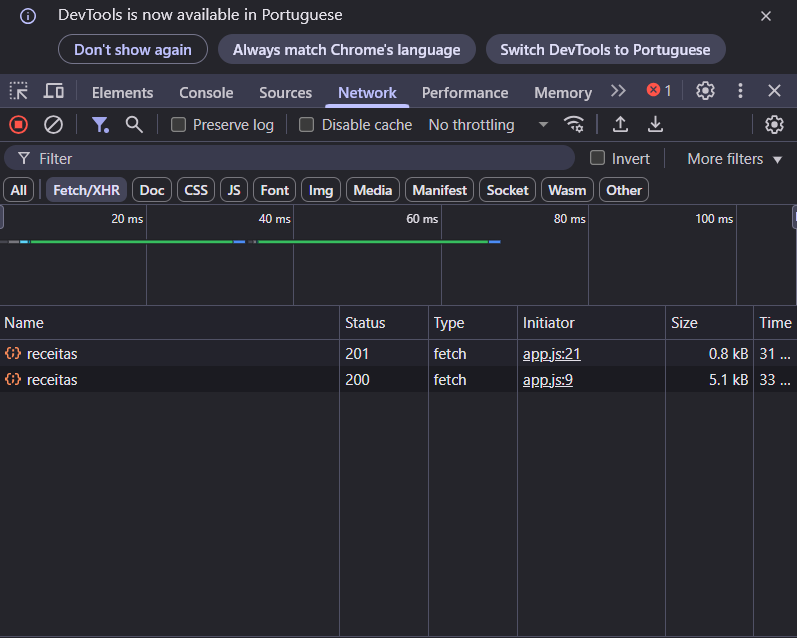 DevTools is now available in Portuguese
Don't show again Always match Chrome's language Switch DevTools to Portuguese
Elements Console Sources Network Performance Memory 1
Preserve log Disable cache No throttling
Filter Invert More filters
All Fetch/XHR Doc CSS JS Font Img Media Manifest Socket Wasm Other
20 ms 40 ms 60 ms 80 ms 100 ms
Name Status Type Initiator Size Time
receitas 201 fetch app.js:21 0.8 kB 31 ...
receitas 200 fetch app.js:9 5.1 kB 33 ...